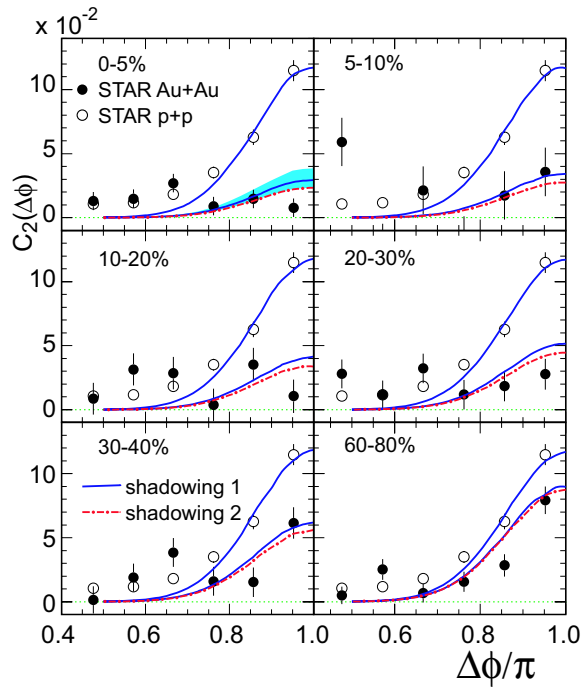 x 10⁻²
10
5
0
C₂(Δϕ)
0-5%
STAR Au+Au
STAR p+p
5-10%
10
5
0
10-20%
20-30%
10
5
0
30-40%
shadowing 1
shadowing 2
60-80%
0.4 0.6 0.8 1.0 0.6 0.8 1.0
Δϕ/π